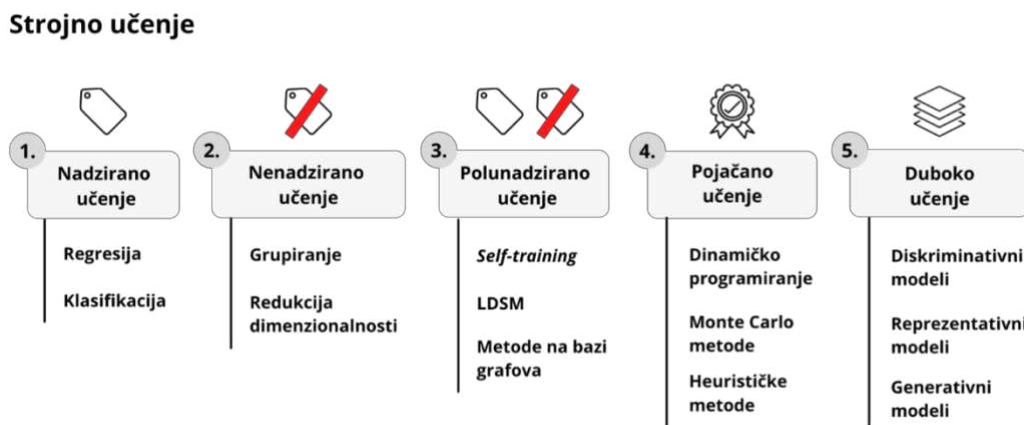 Strojno učenje
1.
Nadzirano
učenje
Regresija
Klasifikacija
2.
Nenadzirano
učenje
Grupiranje
Redukcija
dimenzionalnosti
3.
Polunadzirano
učenje
Self-training
LDSM
Metode na bazi
grafova
4.
Pojačano
učenje
Dinamičko
programiranje
Monte Carlo
metode
Heurističke
metode
5.
Duboko
učenje
Diskriminativni
modeli
Reprezentativni
modeli
Generativni
modeli